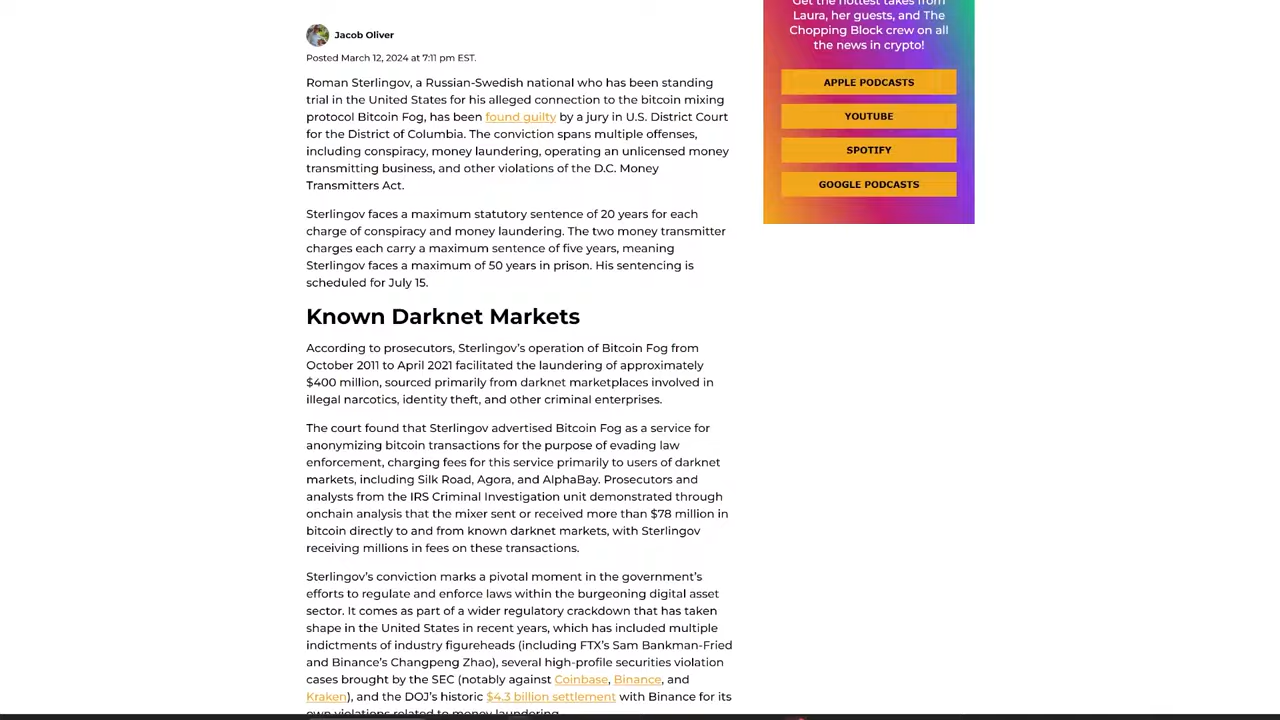 Get the hottest takes from
Laura, her guests, and The
Chopping Block crew on all
the news in crypto!
APPLE PODCASTS
YOUTUBE
SPOTIFY
GOOGLE PODCASTS
Jacob Oliver
Posted March 12, 2024 at 7:11 pm EST.
Roman Sterlingov, a Russian-Swedish national who has been standing
trial in the United States for his alleged connection to the bitcoin mixing
protocol Bitcoin Fog, has been found guilty by a jury in U.S. District Court
for the District of Columbia. The conviction spans multiple offenses,
including conspiracy, money laundering, operating an unlicensed money
transmitting business, and other violations of the D.C. Money
Transmitters Act.
Sterlingov faces a maximum statutory sentence of 20 years for each
charge of conspiracy and money laundering. The two money transmitter
charges each carry a maximum sentence of five years, meaning
Sterlingov faces a maximum of 50 years in prison. His sentencing is
scheduled for July 15.
Known Darknet Markets
According to prosecutors, Sterlingov's operation of Bitcoin Fog from
October 2011 to April 2021 facilitated the laundering of approximately
$400 million, sourced primarily from darknet marketplaces involved in
illegal narcotics, identity theft, and other criminal enterprises.
The court found that Sterlingov advertised Bitcoin Fog as a service for
anonymizing bitcoin transactions for the purpose of evading law
enforcement, charging fees for this service primarily to users of darknet
markets, including Silk Road, Agora, and AlphaBay. Prosecutors and
analysts from the IRS Criminal Investigation unit demonstrated through
onchain analysis that the mixer sent or received more than $78 million in
bitcoin directly to and from known darknet markets, with Sterlingov
receiving millions in fees on these transactions.
Sterlingov's conviction marks a pivotal moment in the government's
efforts to regulate and enforce laws within the burgeoning digital asset
sector. It comes as part of a wider regulatory crackdown that has taken
shape in the United States in recent years, which has included multiple
indictments of industry figureheads (including FTX's Sam Bankman-Fried
and Binance's Changpeng Zhao), several high-profile securities violation
cases brought by the SEC (notably against Coinbase, Binance, and
Kraken), and the DOJ's historic $4.3 billion settlement with Binance for its
own violations related to money laundering.